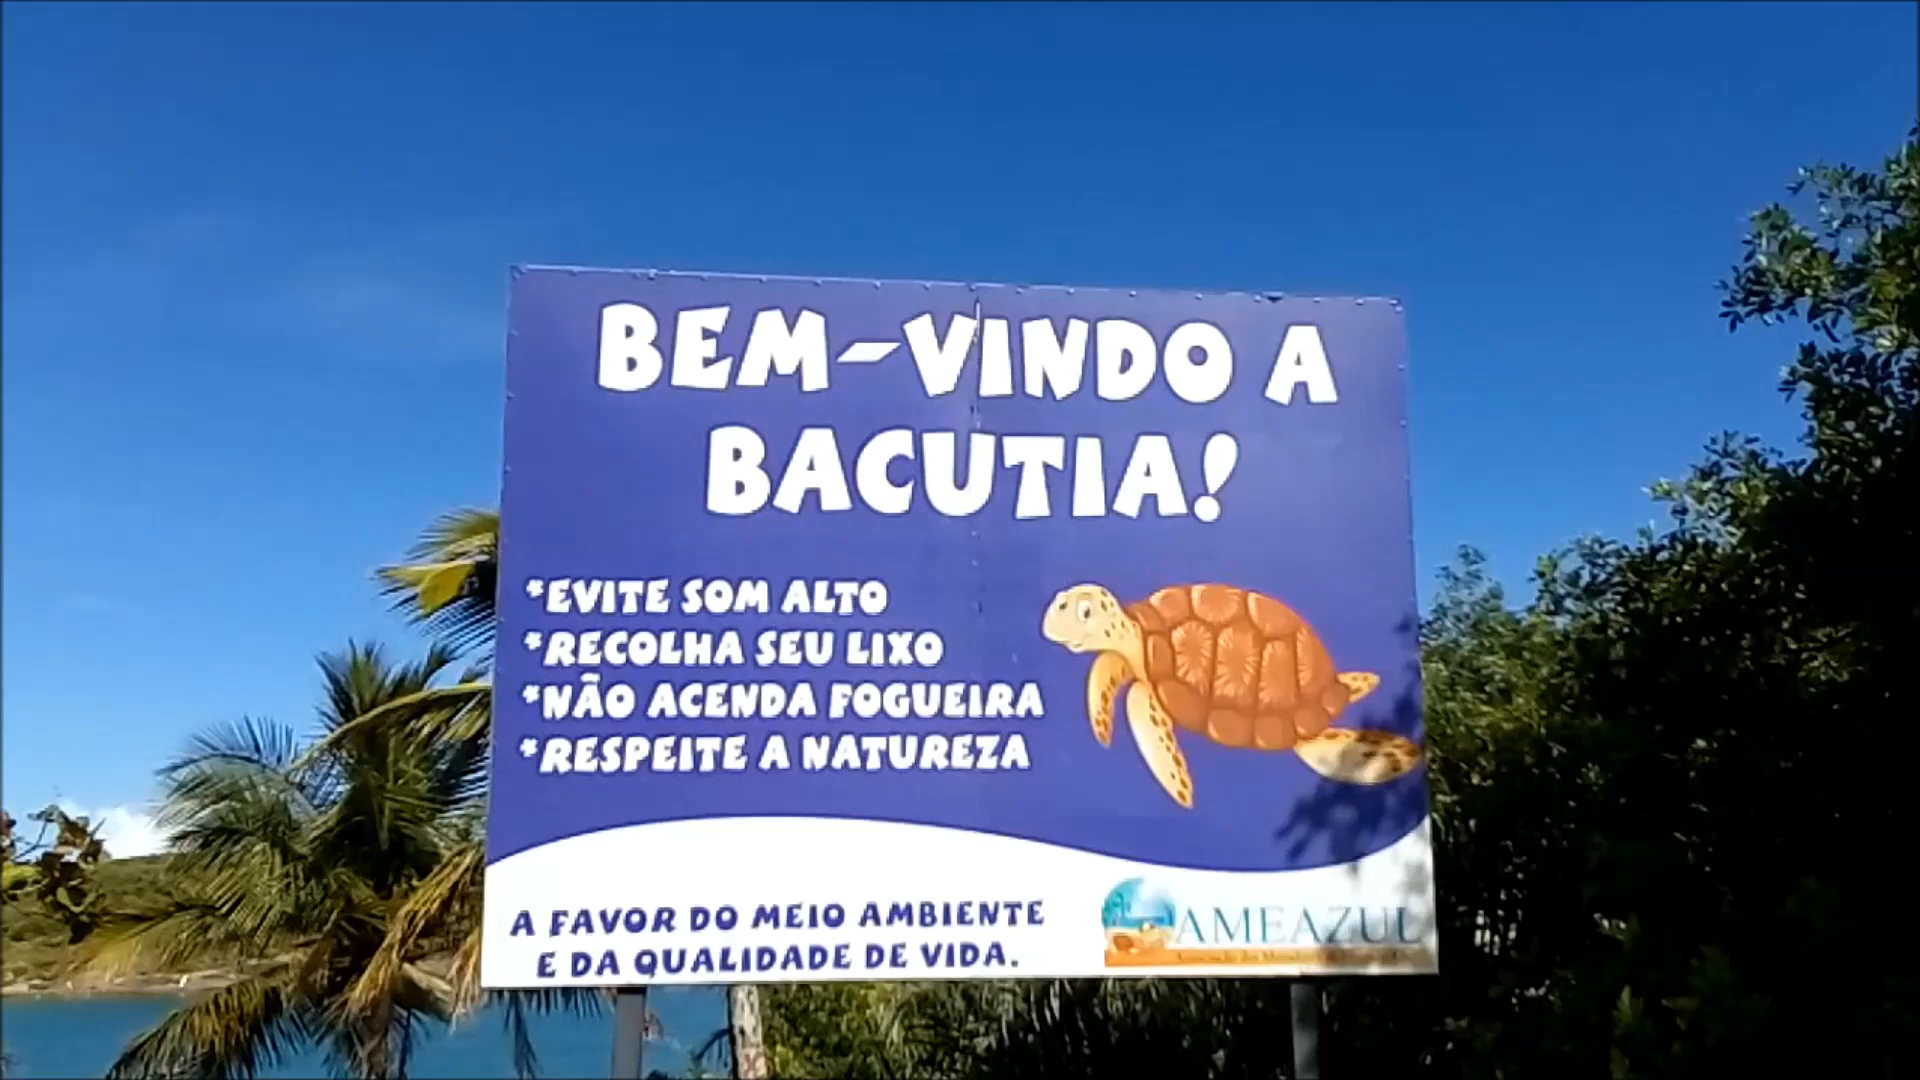 BEM-VINDO A
BACUTIA!
*EVITE SOM ALTO
*RECOLHA SEU LIXO
*NÃO ACENDA FOGUEIRA
*RESPEITE A NATUREZA
A FAVOR DO MEIO AMBIENTE
E DA QUALIDADE DE VIDA.
AMEAZUL